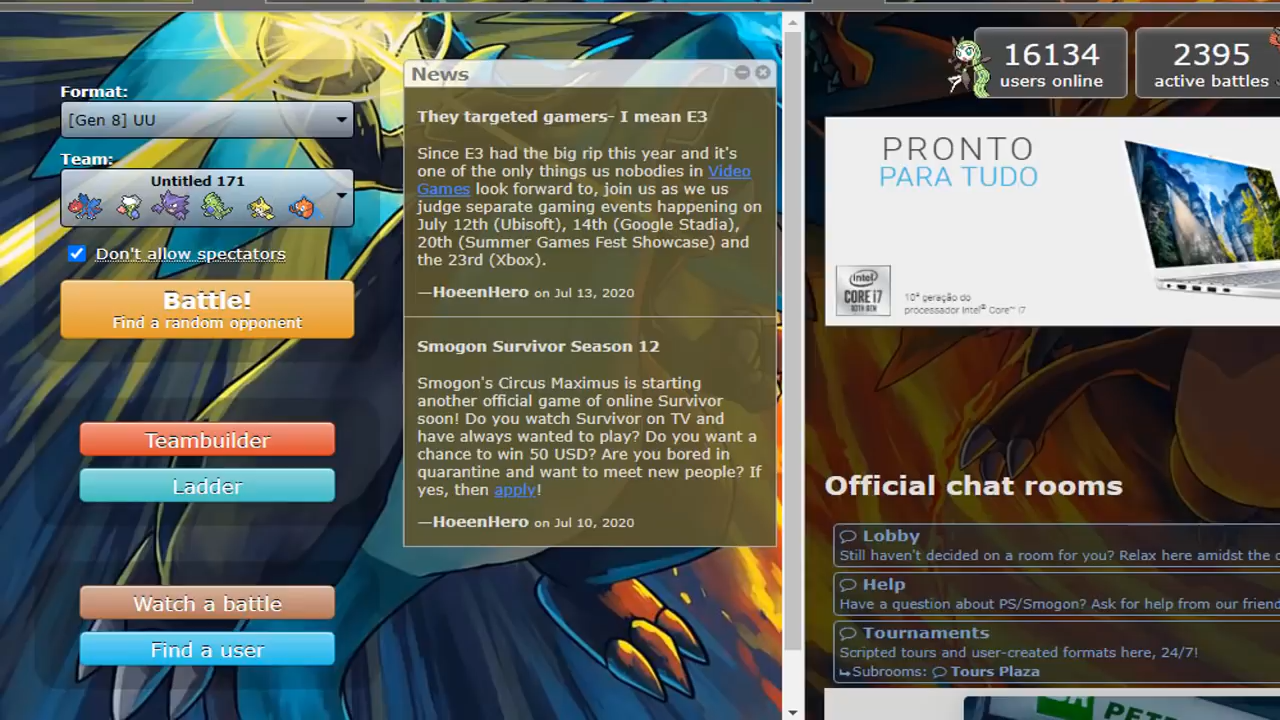 Format:
[Gen 8] UU
Team:
Untitled 171
Don't allow spectators
Battle!
Find a random opponent
Teambuilder
Ladder
Watch a battle
Find a user
News
They targeted gamers- I mean E3
Since E3 had the big rip this year and it's
one of the only things us nobodies in Video
Games look forward to, join us as we us
judge separate gaming events happening on
July 12th (Ubisoft), 14th (Google Stadia),
20th (Summer Games Fest Showcase) and
the 23rd (Xbox).
—HoeenHero on Jul 13, 2020
Smogon Survivor Season 12
Smogon's Circus Maximus is starting
another official game of online Survivor
soon! Do you watch Survivor on TV and
have always wanted to play? Do you want a
chance to win 50 USD? Are you bored in
quarantine and want to meet new people? If
yes, then apply!
—HoeenHero on Jul 10, 2020
16134
users online
2395
active battles
PRONTO
PARA TUDO
intel
CORE i7
10TH GEN
10ª geração do
processador Intel® Core™ i7
Official chat rooms
Lobby
Still haven't decided on a room for you? Relax here amidst the
Help
Have a question about PS/Smogon? Ask for help from our
Tournaments
Scripted tours and user-created formats here, 24/7!
↳Subrooms: Tours Plaza